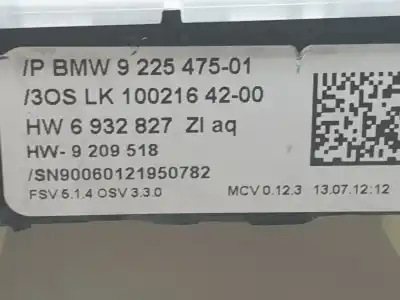 /P BMW 9 225 475-01
/3OS LK 100216 42-00
HW 6 932 827 ZI aq
HW- 9 209 518
/SN90060121950782
FSV 5.1.4 OSV 3.3.0 MCV 0.12.3 13.07.12:12